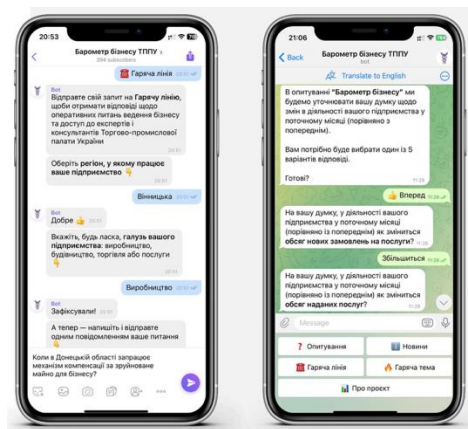 20:53
Барометр бізнесу ТППУ
394 subscribers
Гаряча лінія
Bot
Відправте свій запит на Гарячу лінію,
щоби отримати відповіді щодо
оперативних питань ведення бізнесу
та доступ до експертів і
консультантів Торгово-промислової
палати України
20:51
Оберіть регіон, у якому працює
ваше підприємство 👇
Вінницька
Bot
Добре 👍
Вкажіть, будь ласка, галузь вашого
підприємства: виробництво,
будівництво, торгівля або послуги
👇
Виробництво
Bot
Зафіксували!
А тепер — напишіть і відправте
одним повідомленням ваше питання
Коли в Донецькій області запрацює
механізм компенсації за зруйноване
майно для бізнесу?
21:06
Back
Барометр бізнесу ТППУ
bot
Translate to English
В опитуванні "Барометр бізнесу" ми
будемо уточнювати вашу думку щодо
змін в діяльності вашого підприємства у
поточному місяці (порівняно з
попереднім).
Вам потрібно буде вибрати один із 5
варіантів відповіді.
Готові?
11:28
👍 Вперед
На вашу думку, у діяльності вашого
підприємства у поточному місяці
(порівняно із попереднім) як зміниться
обсяг нових замовлень на послуги?
Збільшиться
На вашу думку, у діяльності вашого
підприємства у поточному місяці
(порівняно із попереднім) як зміниться
обсяг наданих послуг?
Message
❓ Опитування
ℹ️ Новини
Гаряча лінія
🔥 Гаряча тема
📊 Про проєкт